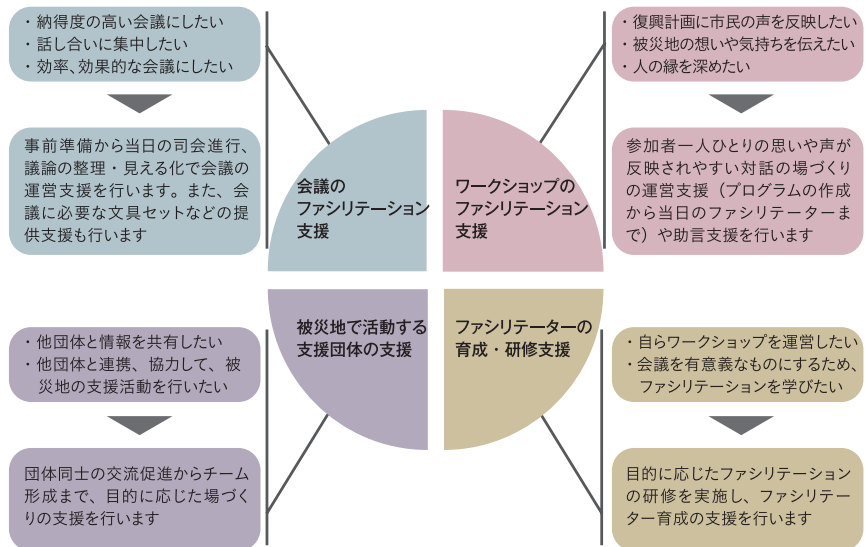 ・納得度の高い会議にしたい
・話し合いに集中したい
・効率、効果的な会議にしたい
事前準備から当日の司会進行、
議論の整理・見える化で会議の
運営支援を行います。また、会
議に必要な文具セットなどの提
供支援も行います
会議の
ファシリテーション
支援
・復興計画に市民の声を反映したい
・被災地の想いや気持ちを伝えたい
・人の縁を深めたい
参加者一人ひとりの思いや声が
反映されやすい対話の場づくり
の運営支援（プログラムの作成
から当日のファシリテーターま
で）や助言支援を行います
ワークショップの
ファシリテーション
支援
被災地で活動する
支援団体の支援
・他団体と情報を共有したい
・他団体と連携、協力して、被
災地の支援活動を行いたい
団体同士の交流促進からチーム
形成まで、目的に応じた場づく
りの支援を行います
ファシリテーターの
育成・研修支援
・自らワークショップを運営したい
・会議を有意義なものにするため、
ファシリテーションを学びたい
目的に応じたファシリテーション
の研修を実施し、ファシリテー
ター育成の支援を行います